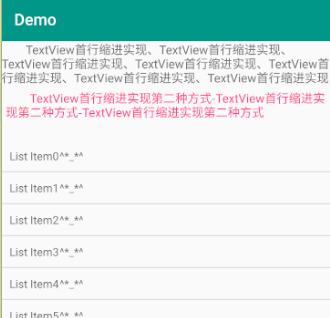 Demo
TextView首行缩进实现、TextView首行缩进实现、
TextView首行缩进实现、TextView首行缩进实现、TextView首
行缩进实现、TextView首行缩进实现、TextView首行缩进实现
TextView首行缩进实现第二种方式-TextView首行缩进实
现第二种方式-TextView首行缩进实现第二种方式
List Item0^*_*^
List Item1^*_*^
List Item2^*_*^
List Item3^*_*^
List Item4^*_*^
List Item5^*_*^